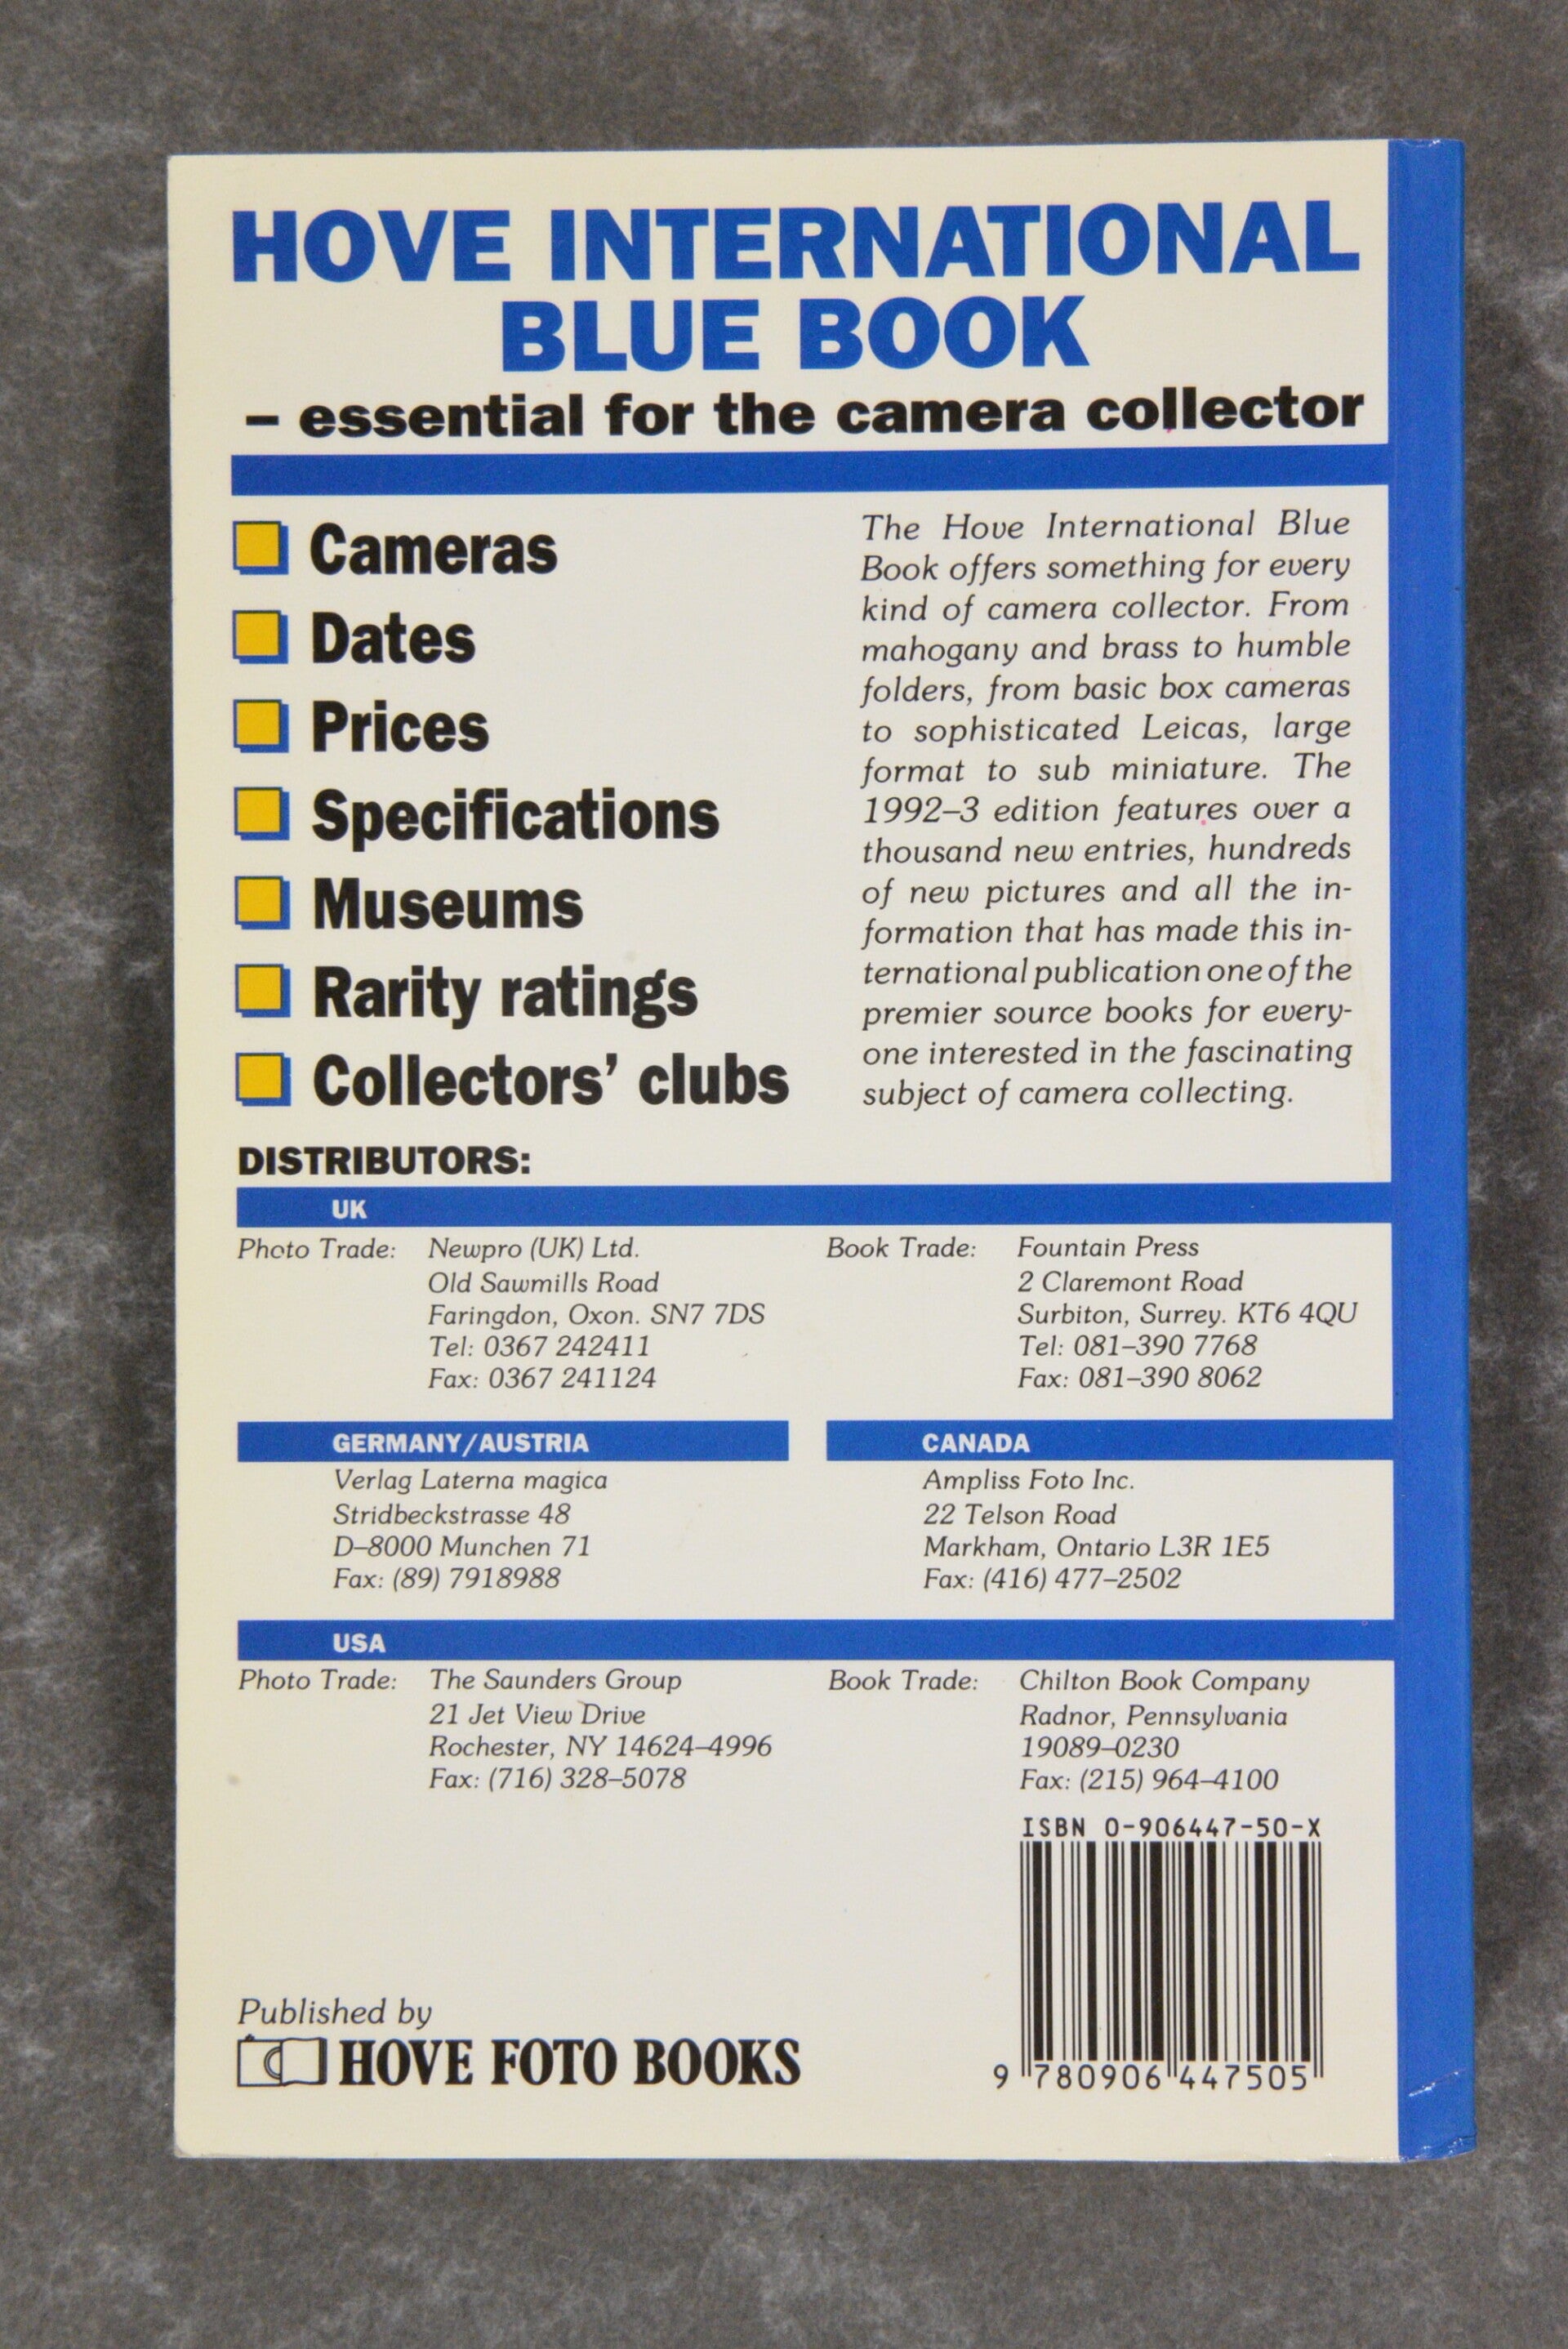 HOVE INTERNATIONAL
BLUE BOOK
– essential for the camera collector
Cameras
Dates
Prices
Specifications
Museums
Rarity ratings
Collectors' clubs
The Hove International Blue
Book offers something for every
kind of camera collector. From
mahogany and brass to humble
folders, from basic box cameras
to sophisticated Leicas, large
format to sub miniature. The
1992–3 edition features over a
thousand new entries, hundreds
of new pictures and all the in-
formation that has made this in-
ternational publication one of the
premier source books for every-
one interested in the fascinating
subject of camera collecting.
DISTRIBUTORS:
UK
Photo Trade: Newpro (UK) Ltd.
Old Sawmills Road
Faringdon, Oxon. SN7 7DS
Tel: 0367 242411
Fax: 0367 241124
Book Trade: Fountain Press
2 Claremont Road
Surbiton, Surrey. KT6 4QU
Tel: 081–390 7768
Fax: 081–390 8062
GERMANY/AUSTRIA
Verlag Laterna magica
Stridbeckstrasse 48
D–8000 Munchen 71
Fax: (89) 7918988
CANADA
Ampliss Foto Inc.
22 Telson Road
Markham, Ontario L3R 1E5
Fax: (416) 477–2502
USA
Photo Trade: The Saunders Group
21 Jet View Drive
Rochester, NY 14624–4996
Fax: (716) 328–5078
Book Trade: Chilton Book Company
Radnor, Pennsylvania
19089–0230
Fax: (215) 964–4100
ISBN 0-906447-50-X
9 780906 447505
Published by
HOVE FOTO BOOKS